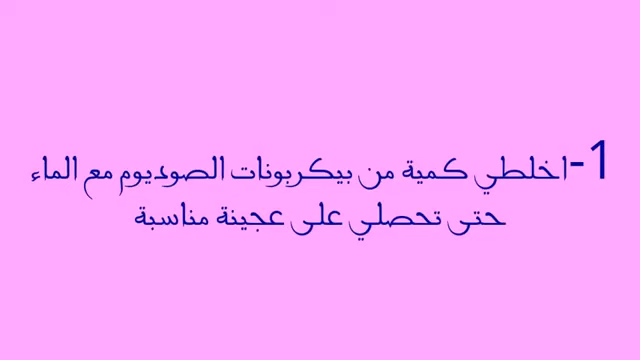 1-اخلطي كمية من بيكربونات الصوديوم مع الماء
حتى تحصلي على عجينة مناسبة